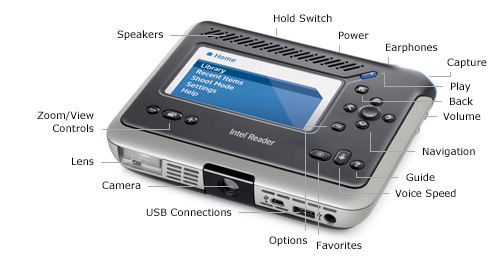 Hold Switch
Speakers
Power
Earphones
Capture
Play
Back
Volume
Home
Library
Recent Items
Shoot Mode
Settings
Help
Zoom/View
Controls
Intel Reader
Navigation
Lens
Guide
Camera
Voice Speed
USB Connections
Options
Favorites